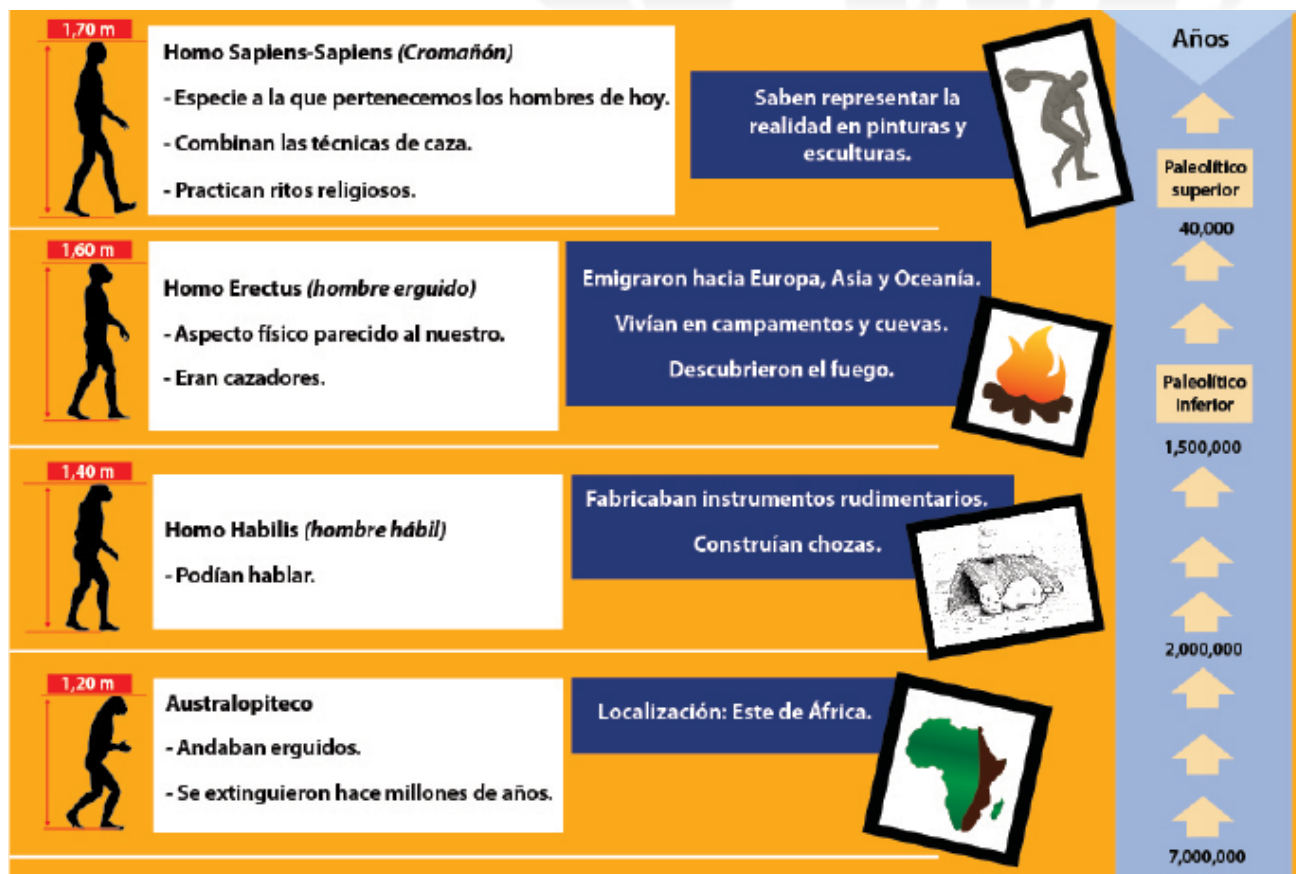 1,70 m
Homo Sapiens-Sapiens (Cromañón)
- Especie a la que pertenecemos los hombres de hoy.
- Combinan las técnicas de caza.
- Practican ritos religiosos.
Saben representar la
realidad en pinturas y
esculturas.
1,60 m
Homo Erectus (hombre erguido)
- Aspecto físico parecido al nuestro.
- Eran cazadores.
Emigraron hacia Europa, Asia y Oceanía.
Vivían en campamentos y cuevas.
Descubrieron el fuego.
1,40 m
Homo Habilis (hombre hábil)
- Podían hablar.
Fabricaban instrumentos rudimentarios.
Construían chozas.
1,20 m
Australopiteco
- Andaban erguidos.
- Se extinguieron hace millones de años.
Localización: Este de África.
Años
Paleolítico
superior
40,000
Paleolítico
inferior
1,500,000
2,000,000
7,000,000